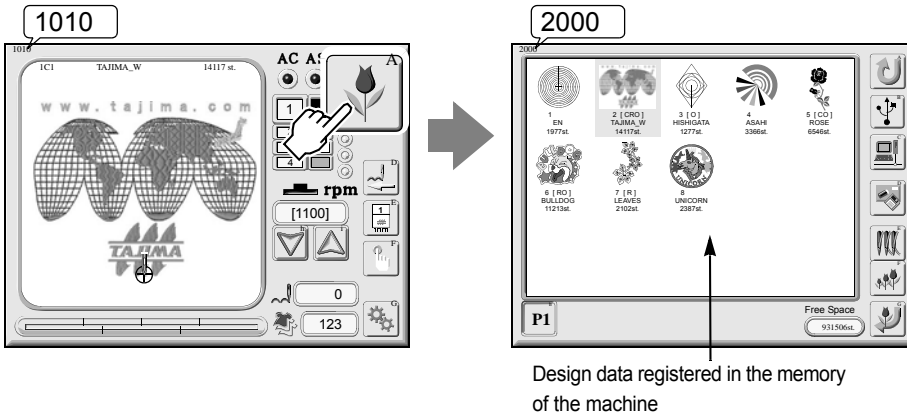 1010
2000
1010
1C1 TAJIMA_W 14117 st.
www.tajima.com
TAJIMA
AC
A
1
4
rpm
[1100]
h
i
0
123
D
E
1
mm
F
G
2000
1
EN
1977st.
2 [ CRO ]
TAJIMA_W
14117st.
3 [ O ]
HISHIGATA
1277st.
4
ASAHI
3366st.
5 [ CO ]
ROSE
6546st.
6 [ RO ]
BULLDOG
11213st.
7 [ R ]
LEAVES
2102st.
8
UNICORN
2387st.
UNICORN
P1
Free Space
931506st.
Design data registered in the memory
of the machine